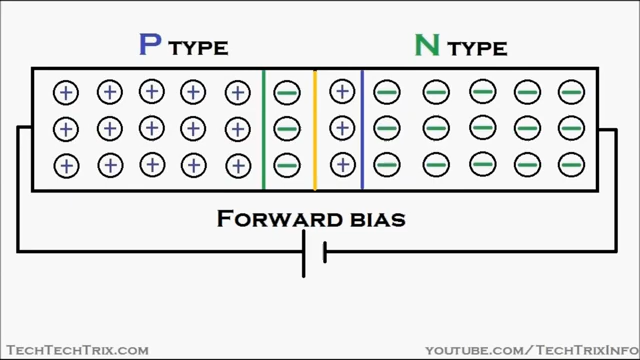 P TYPE
N TYPE
FORWARD BIAS
TECHTECHTRIX.COM
YOUTUBE.COM/TECHTRIXINFO